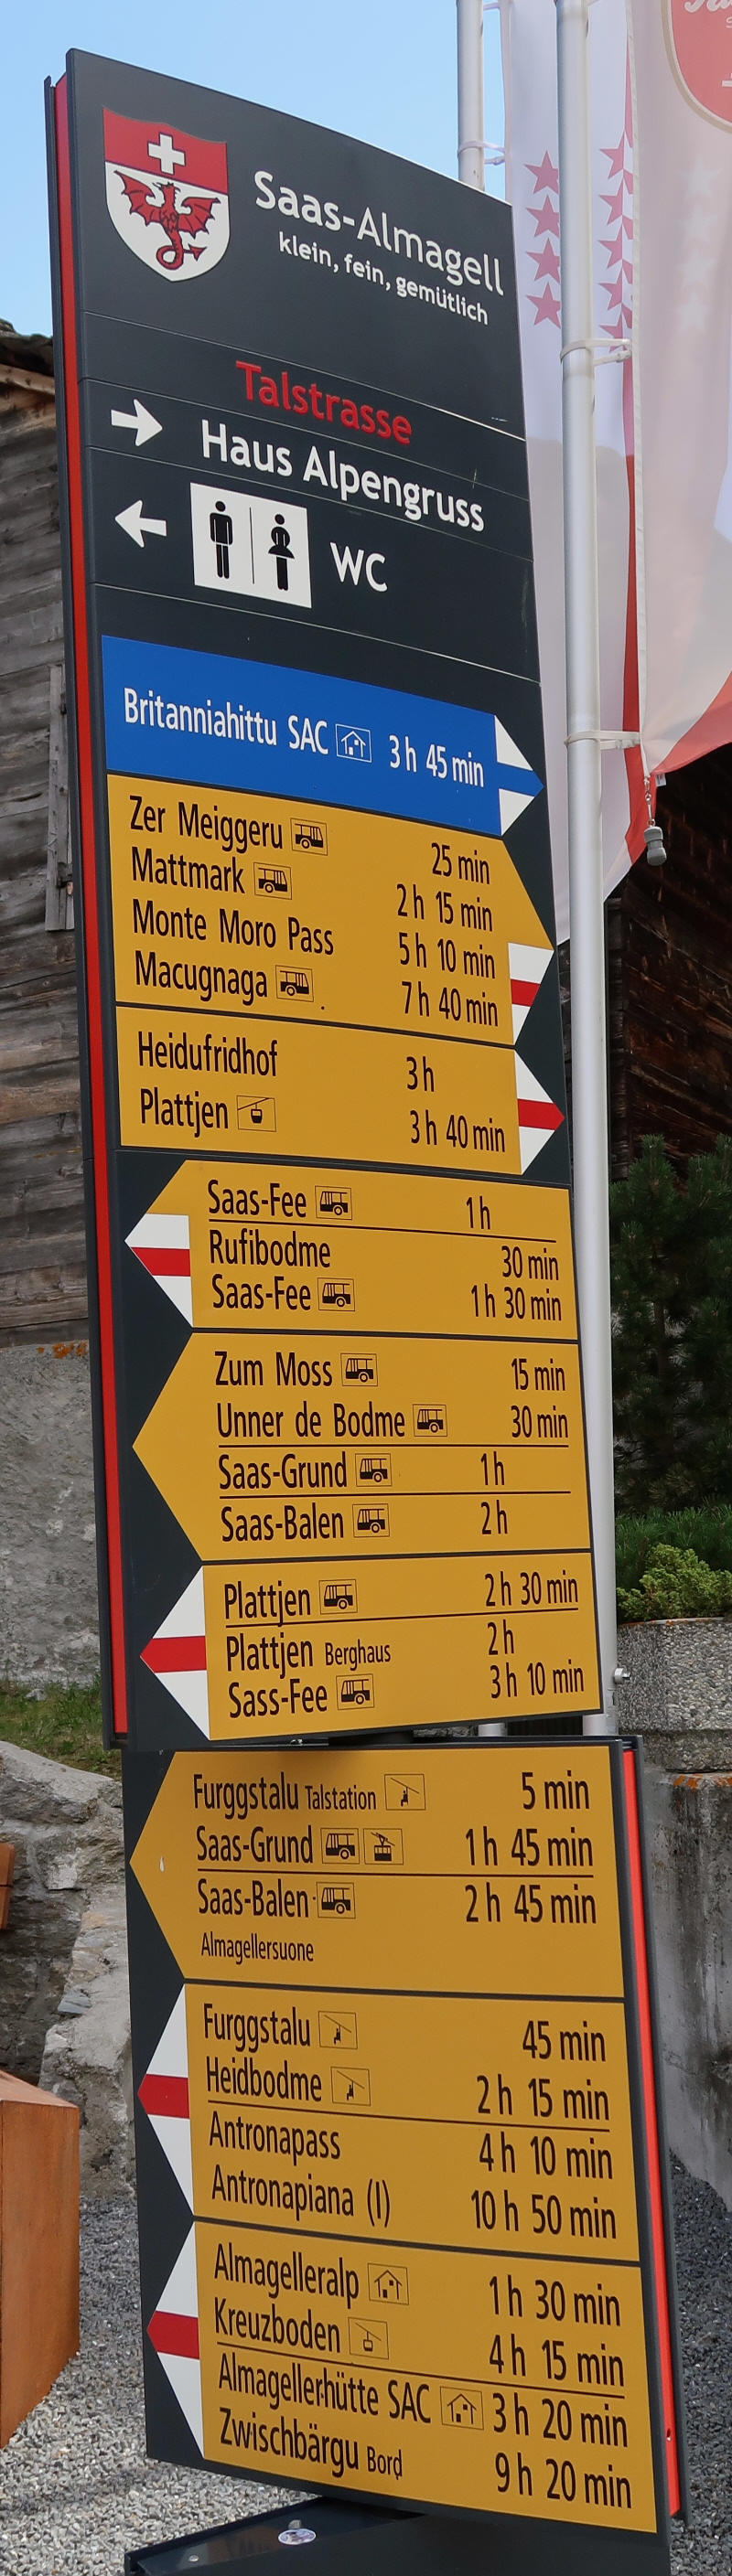 Saas-Almagell
klein, fein, gemütlich
Talstrasse
Haus Alpengruss
WC
Britanniahittu SAC 3 h 45 min
Zer Meiggeru 25 min
Mattmark 2 h 15 min
Monte Moro Pass 5 h 10 min
Macugnaga 7 h 40 min
Heidufridhof 3 h
Plattjen 3 h 40 min
Saas-Fee 1 h
Rufibodme 30 min
Saas-Fee 1 h 30 min
Zum Moss 15 min
Unner de Bodme 30 min
Saas-Grund 1 h
Saas-Balen 2 h
Plattjen 2 h 30 min
Plattjen Berghaus 2 h
Sass-Fee 3 h 10 min
Furggstalu Talstation 5 min
Saas-Grund 1 h 45 min
Saas-Balen 2 h 45 min
Almagellersuone
Furggstalu 45 min
Heidbodme 2 h 15 min
Antronapass 4 h 10 min
Antronapiana (I) 10 h 50 min
Almagelleralp 1 h 30 min
Kreuzboden 4 h 15 min
Almagellerhütte SAC 3 h 20 min
Zwischbärgu Bord 9 h 20 min